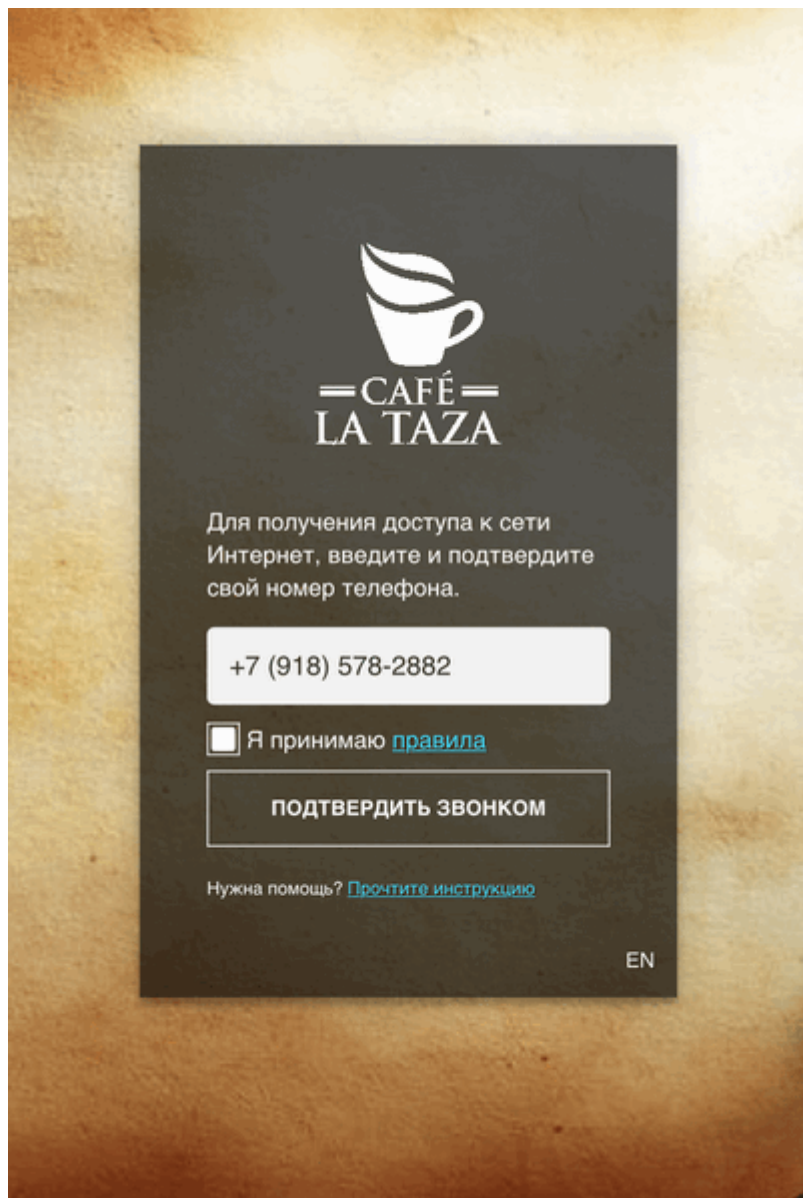 CAFÉ
LA TAZA
Для получения доступа к сети
Интернет, введите и подтвердите
свой номер телефона.
+7 (918) 578-2882
Я принимаю правила
ПОДТВЕРДИТЬ ЗВОНКОМ
Нужна помощь? Прочтите инструкцию
EN